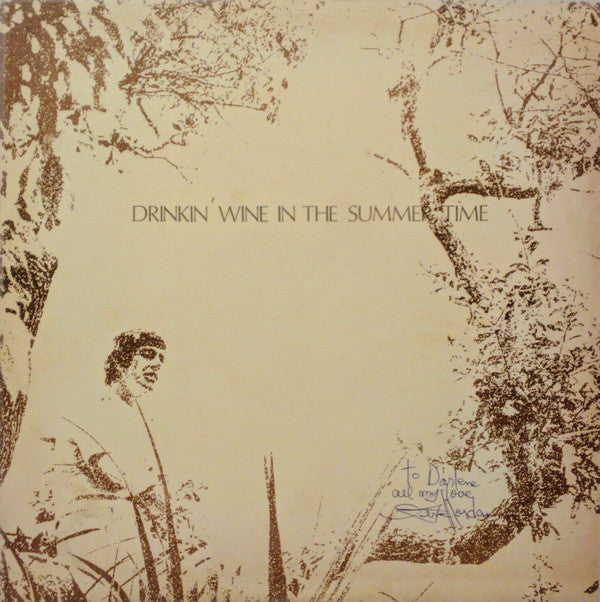 DRINKIN' WINE IN THE SUMMER TIME
to Darlene
all my love,